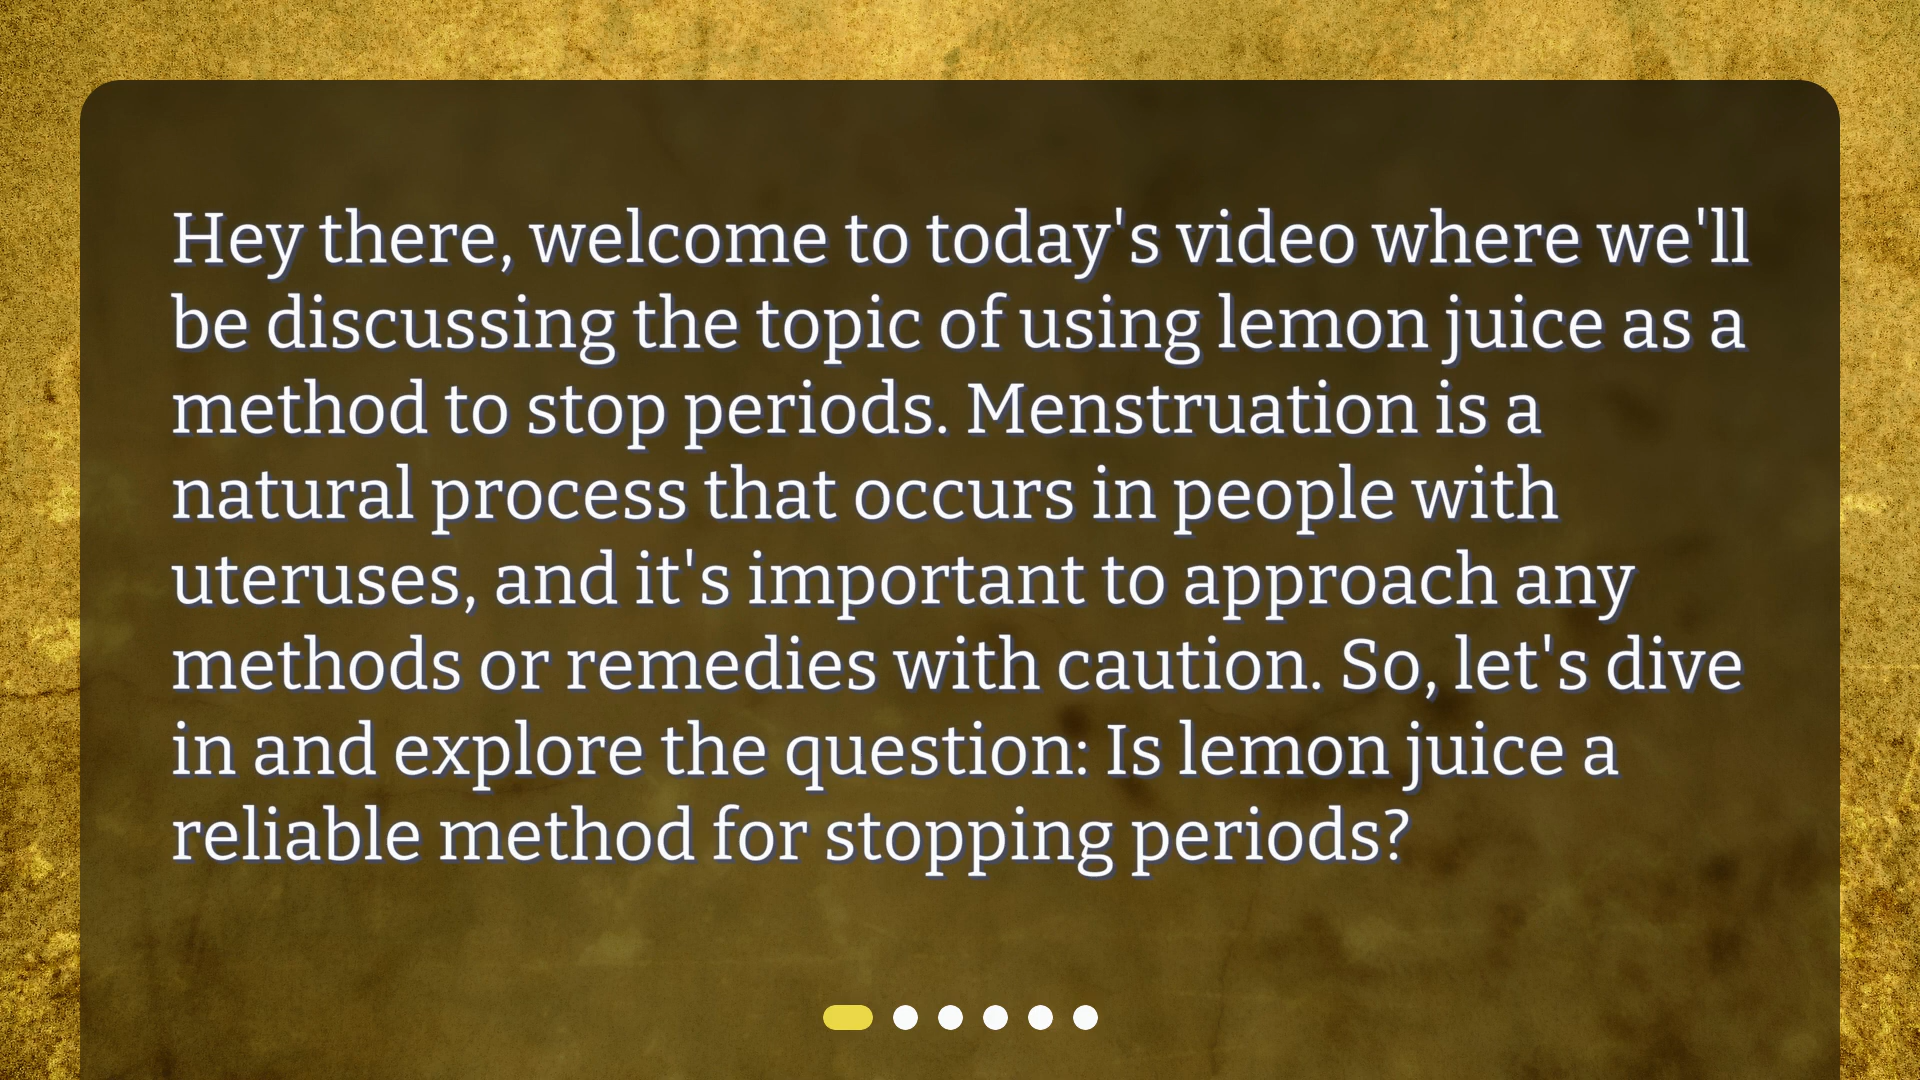 Hey there, welcome to today's video where we'll
be discussing the topic of using lemon juice as a
method to stop periods. Menstruation is a
natural process that occurs in people with
uteruses, and it's important to approach any
methods or remedies with caution. So, let's dive
in and explore the question: Is lemon juice a
reliable method for stopping periods?